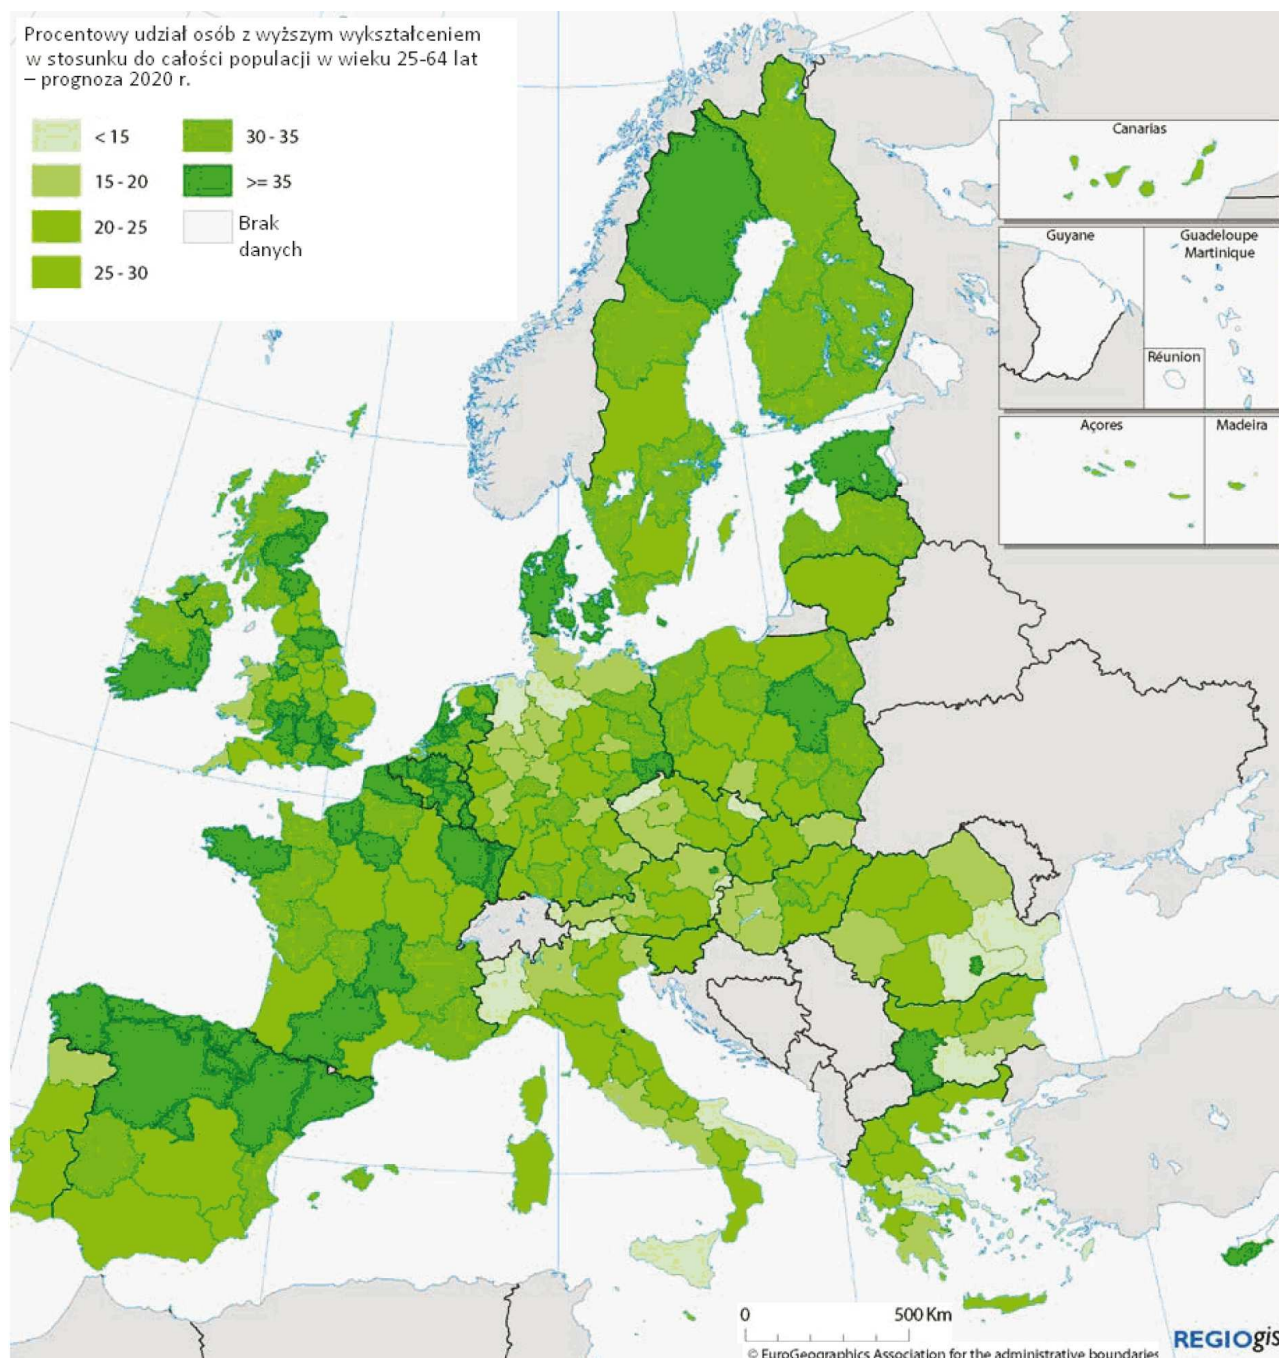 Procentowy udział osób z wyższym wykształceniem
w stosunku do całości populacji w wieku 25-64 lat
– prognoza 2020 r.
< 15
30 - 35
15 - 20
>= 35
20 - 25
Brak
danych
25 - 30
Canarias
Guyane
Guadeloupe
Martinique
Réunion
Açores
Madeira
0
500 Km
REGIOgis
© EuroGeographics Association for the administrative boundaries